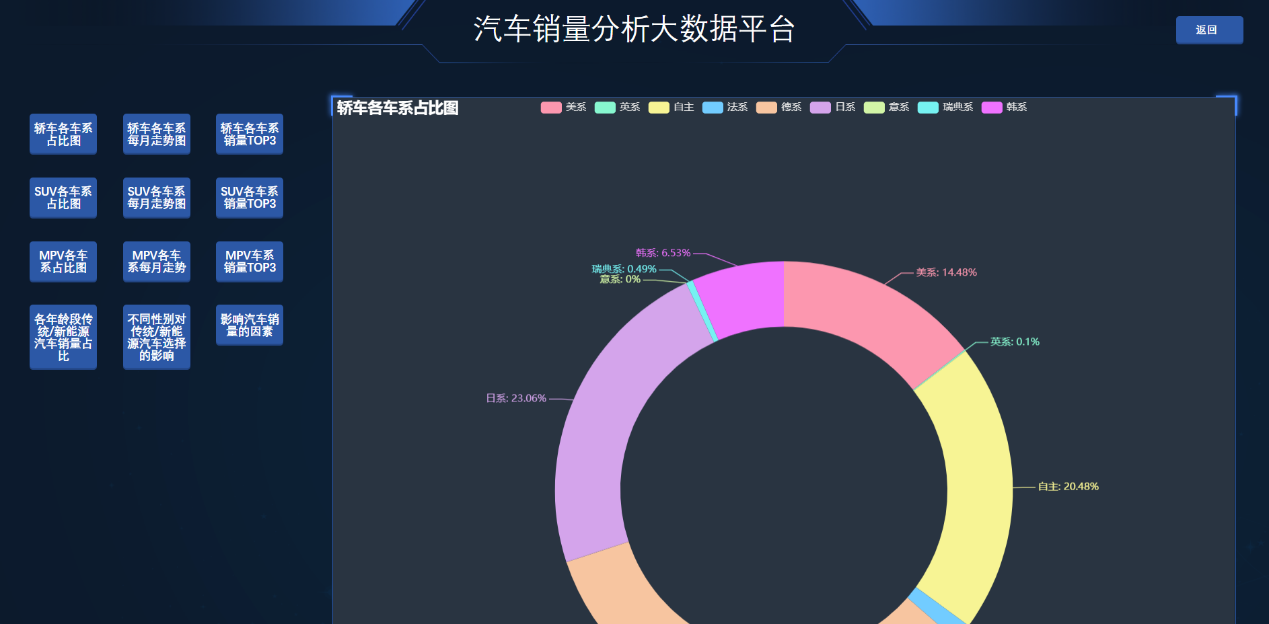 汽车销量分析大数据平台
返回
轿车各车系
占比图
轿车各车系
每月走势图
轿车各车系
销量TOP3
SUV各车系
占比图
SUV各车系
每月走势图
SUV各车系
销量TOP3
MPV各车
系占比图
MPV各车
系每月走势
MPV车系
销量TOP3
各年龄段传
统/新能源
汽车销量占
比
不同性别对
传统/新能
源汽车选择
的影响
影响汽车销
量的因素
轿车各车系占比图
美系 英系 自主 法系 德系 日系 意系 瑞典系 韩系
韩系: 6.53%
瑞典系: 0.49%
意系: 0%
美系: 14.48%
英系: 0.1%
日系: 23.06%
自主: 20.48%